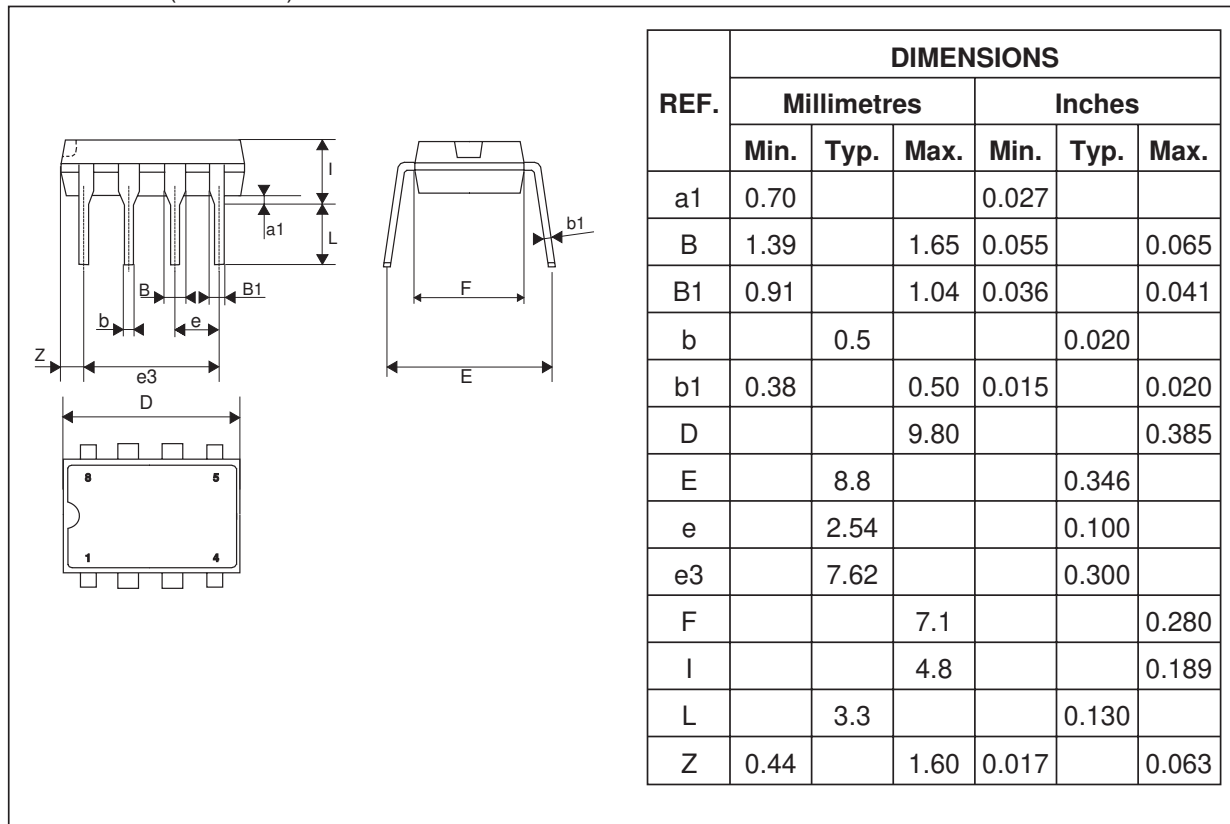 I
a1
L
b1
B
B1
F
b
e
Z
e3
E
D
8 5
1 4
REF. DIMENSIONS
Millimetres Inches
Min. Typ. Max. Min. Typ. Max.
a1 0.70 0.027
B 1.39 1.65 0.055 0.065
B1 0.91 1.04 0.036 0.041
b 0.5 0.020
b1 0.38 0.50 0.015 0.020
D 9.80 0.385
E 8.8 0.346
e 2.54 0.100
e3 7.62 0.300
F 7.1 0.280
I 4.8 0.189
L 3.3 0.130
Z 0.44 1.60 0.017 0.063